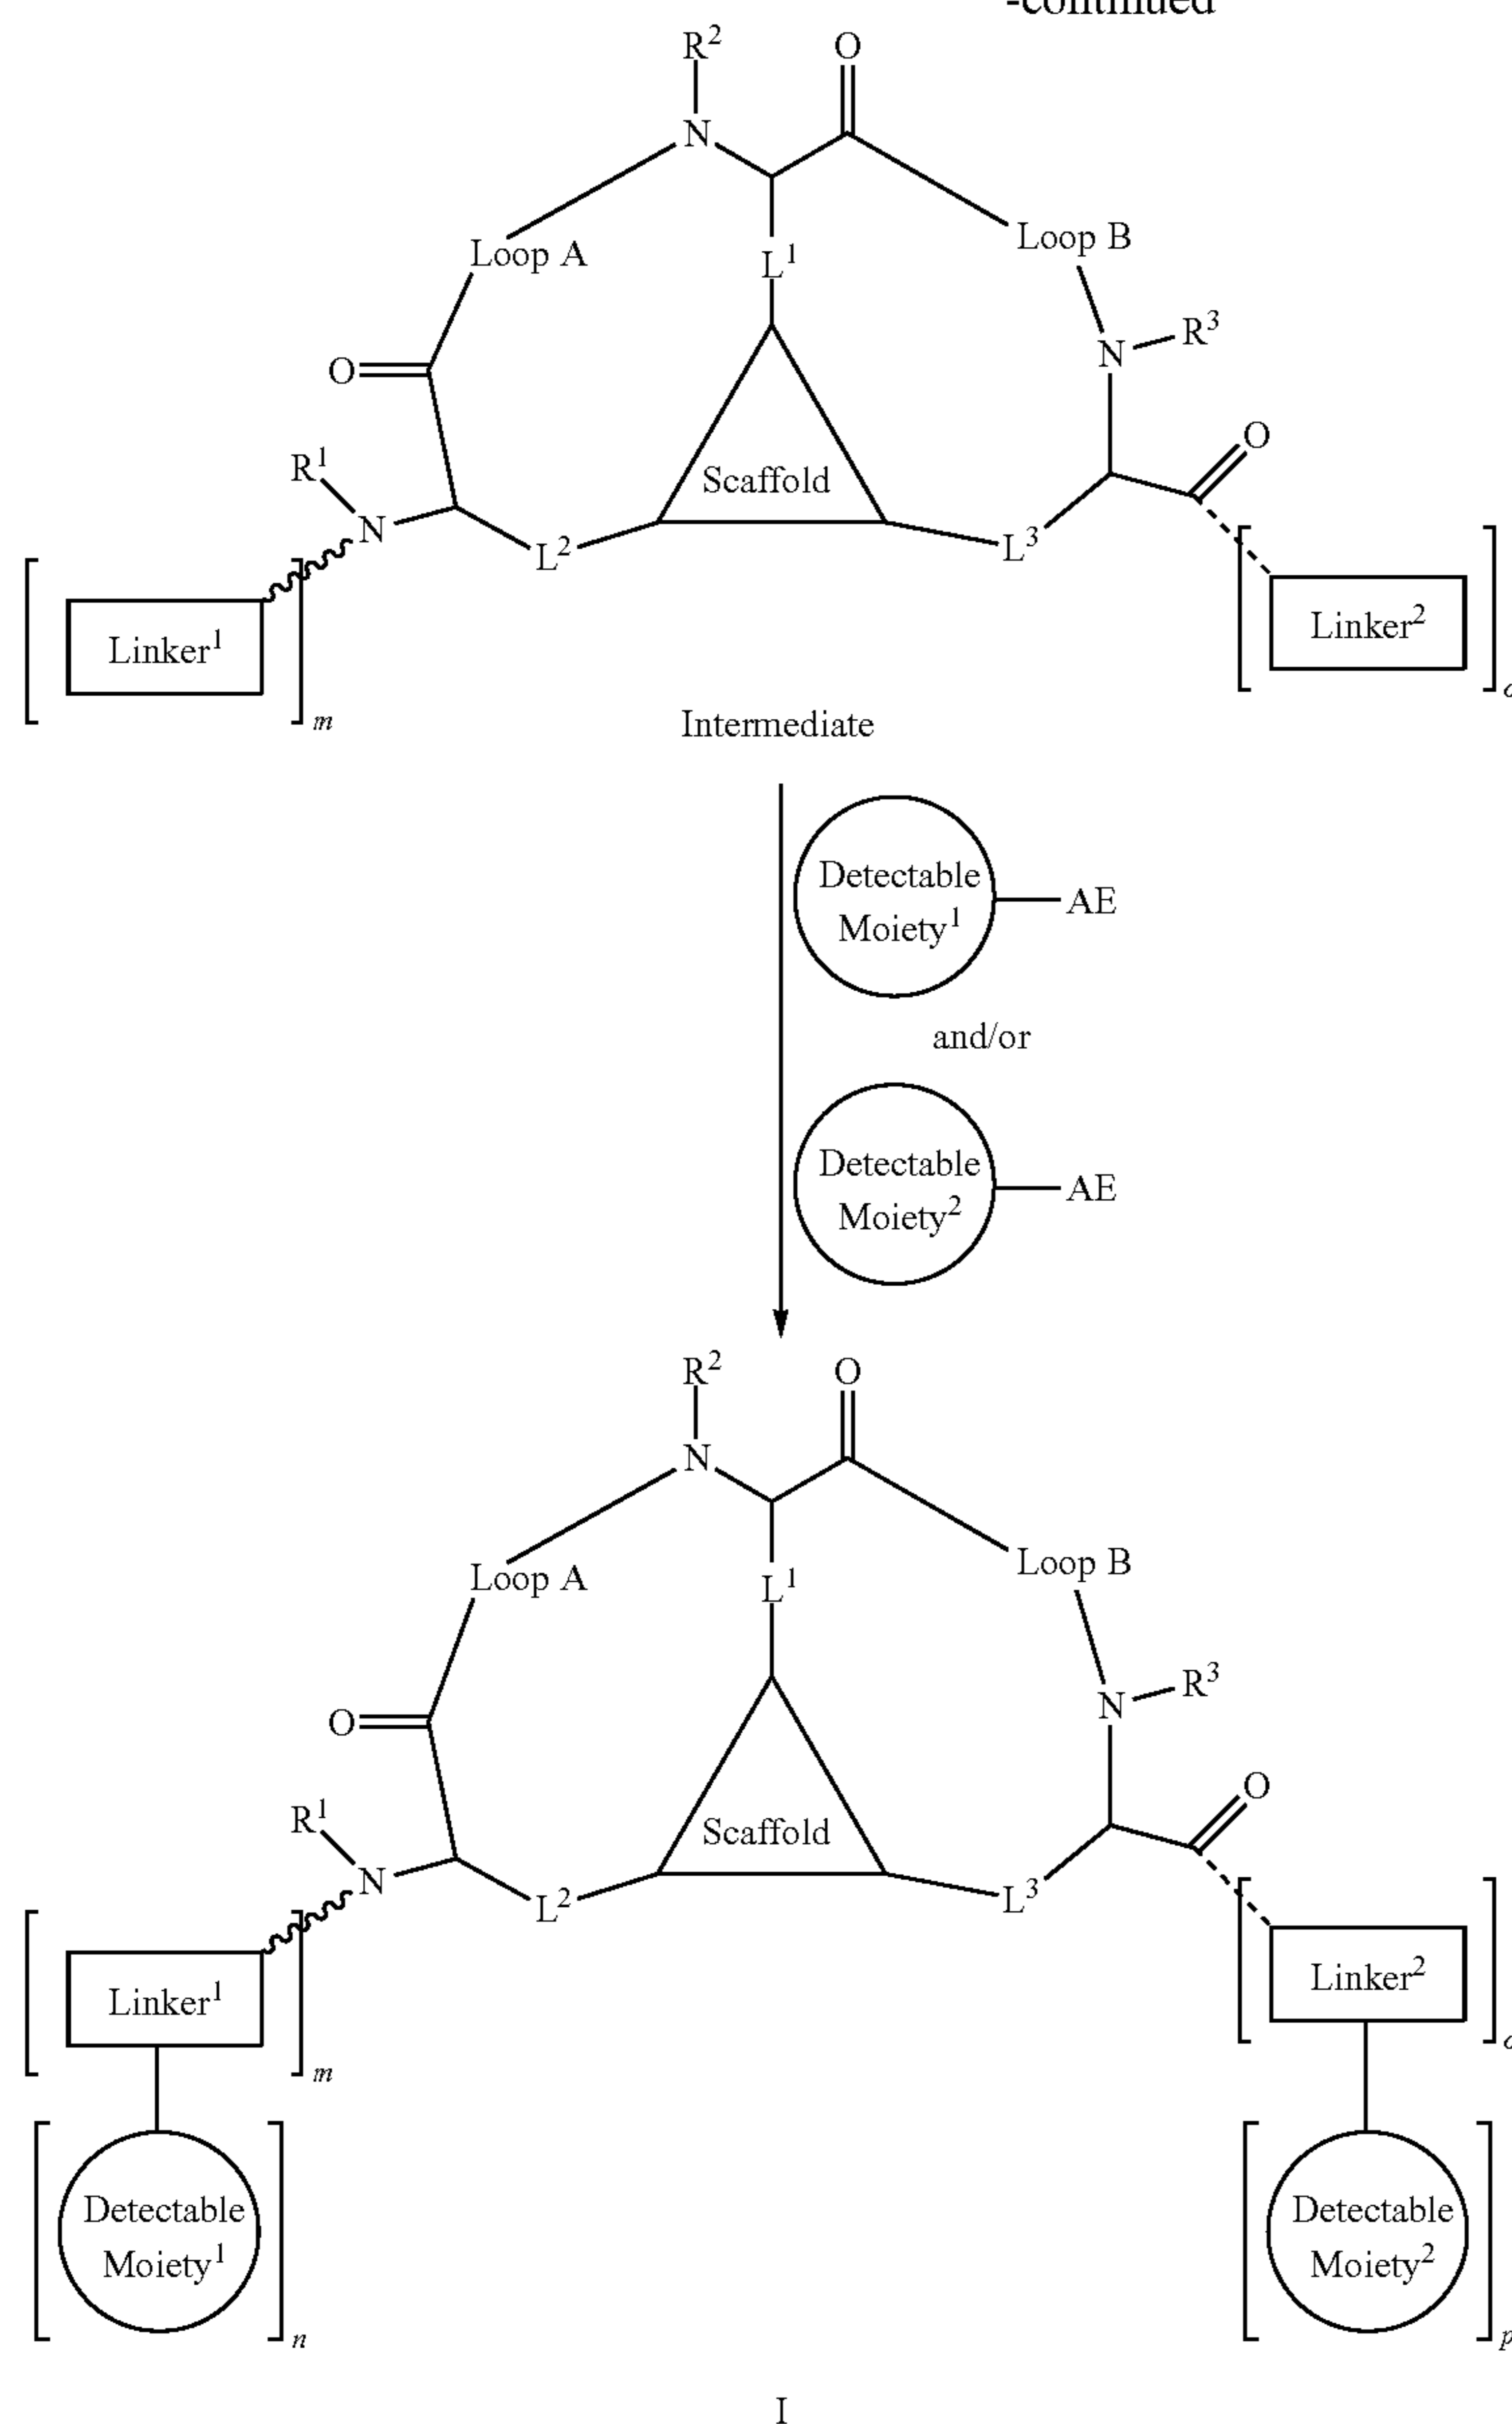 -continued
R² O
N
Loop A L¹ Loop B
N R³
O
O
R¹ Scaffold
N
L² L³
Linker¹ Linker²
m o
Intermediate
Detectable
Moiety¹ AE
and/or
Detectable
Moiety² AE
R² O
N
Loop A L¹ Loop B
N R³
O
O
R¹ Scaffold
N
L² L³
Linker¹ Linker²
m o
Detectable
Moiety¹
n
Detectable
Moiety²
p
I